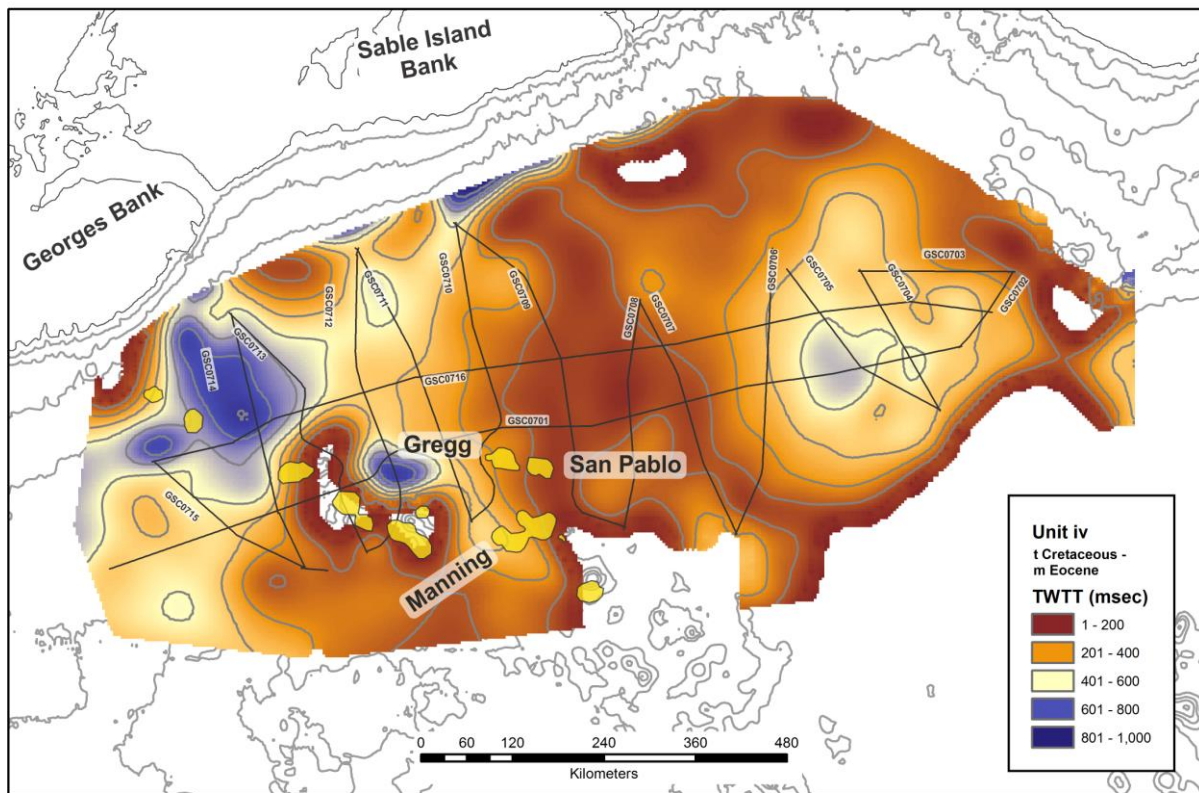 Sable Island
Bank
Georges Bank
GSC0703
GSC0706
GSC0705
GSC0704
GSC0702
GSC0710
GSC0711
GSC0709
GSC0712
GSC0713
GSC0708
GSC0707
GSC0714
GSC0716
GSC0701
Gregg
San Pablo
GSC0715
Manning
Unit iv
t Cretaceous -
m Eocene
TWTT (msec)
1 - 200
201 - 400
401 - 600
601 - 800
801 - 1,000
0 60 120 240 360 480
Kilometers